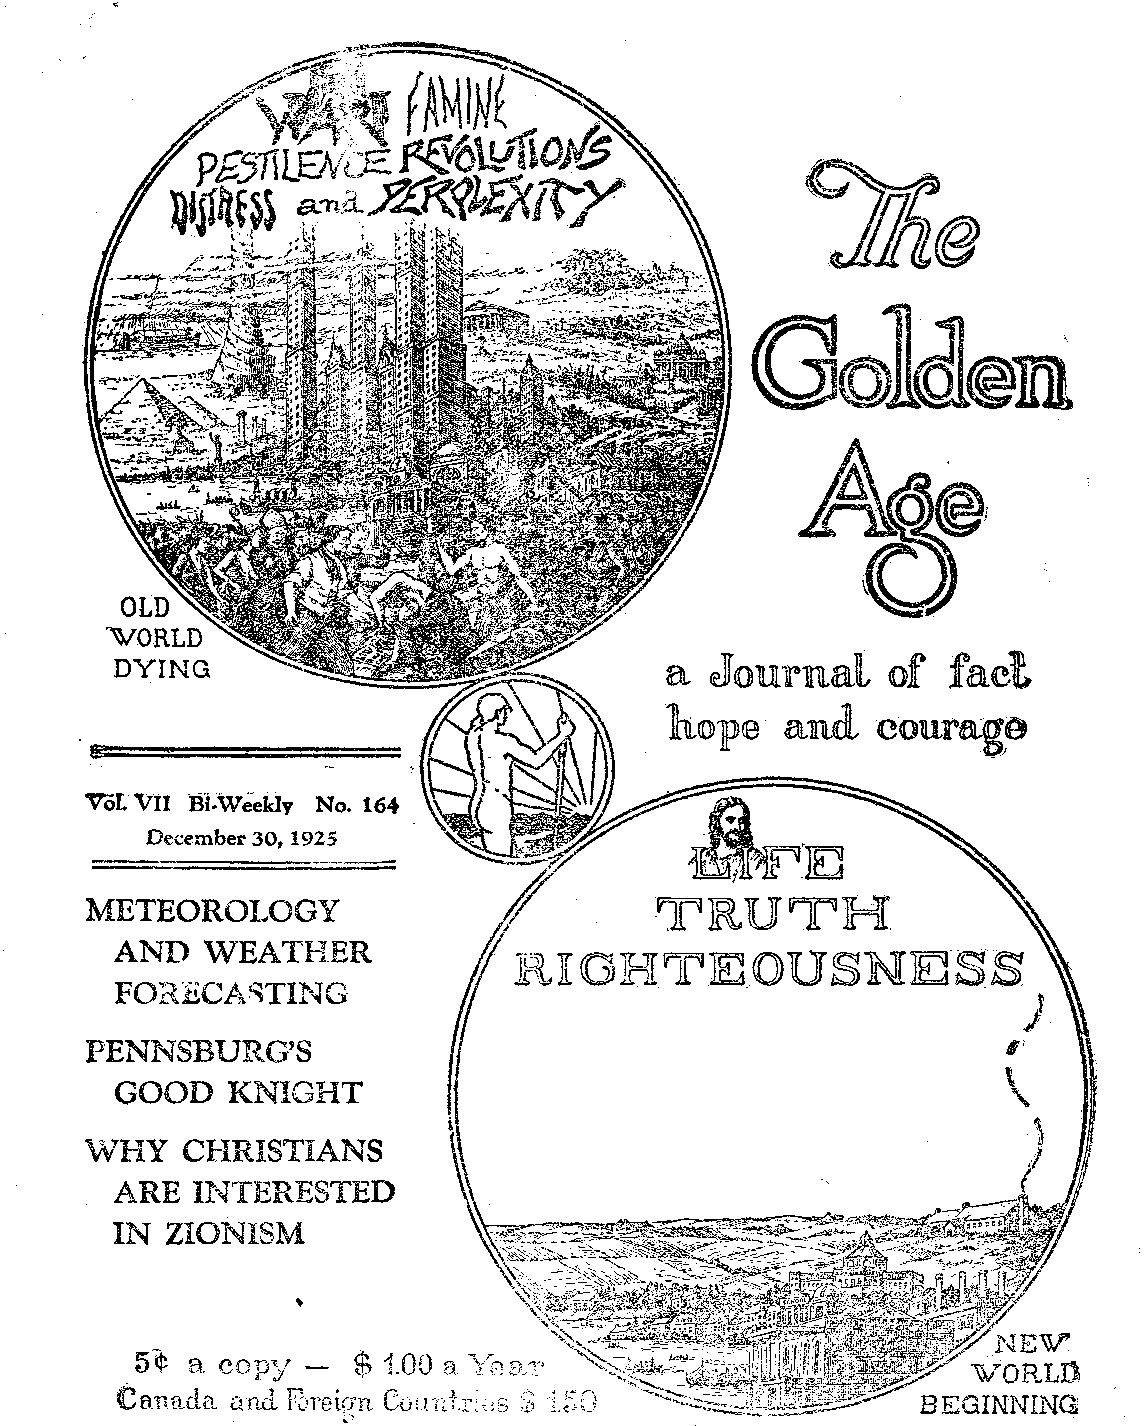 WAR FAMINE
PESTILENCE REVOLUTIONS
DISTRESS and PERPLEXITY
The
Golden
Age
OLD
WORLD
DYING
a Journal of fact
hope and courage
Vol. VII Bi-Weekly No. 164
December 30, 1925
METEOROLOGY
AND WEATHER
FORECASTING
PENNSBURG'S
GOOD KNIGHT
WHY CHRISTIANS
ARE INTERESTED
IN ZIONISM
LIFE
TRUTH
RIGHTEOUSNESS
5¢ a copy — $ 1.00 a Year
Canada and Foreign Countries $ 1.50
NEW
WORLD
BEGINNING